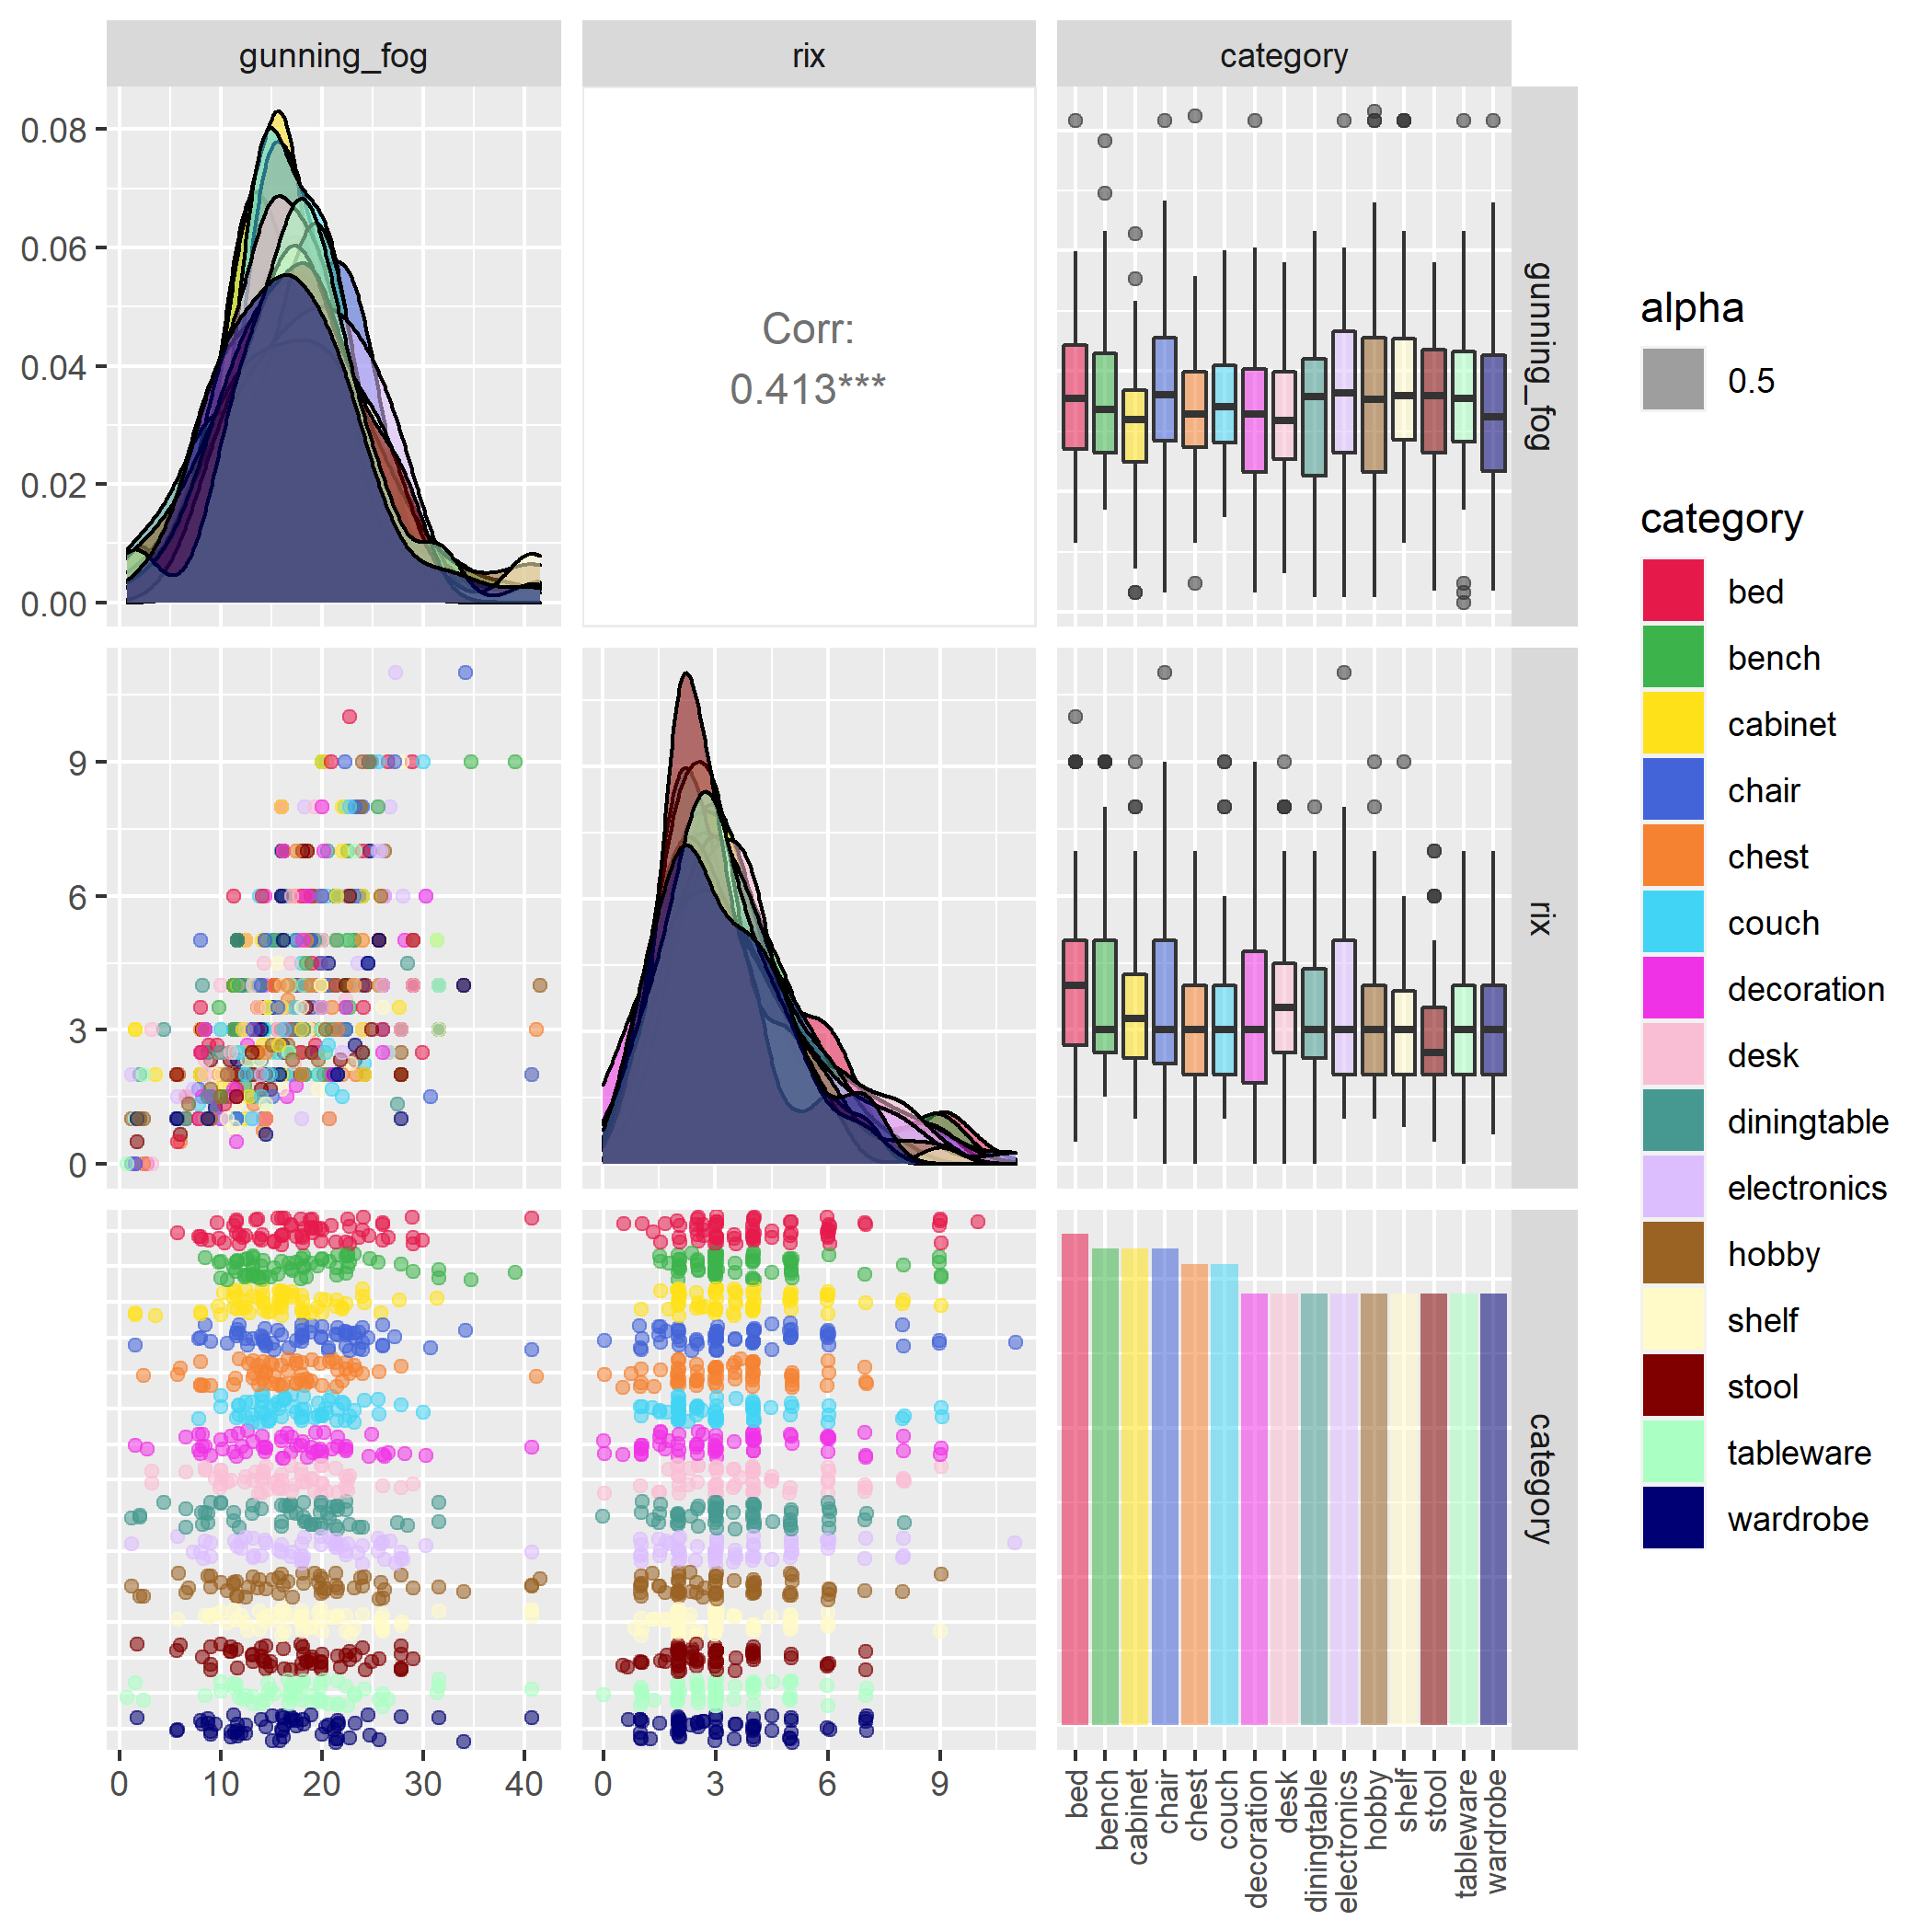 gunning_fog
rix
category
0.08
0.06
0.04
0.02
0.00
Corr:
0.413***
gunning_fog
9
6
3
0
rix
category
0
10
20
30
40
0
3
6
9
bed
bench
cabinet
chair
chest
couch
decoration
desk
diningtable
electronics
hobby
shelf
stool
tableware
wardrobe
alpha
0.5
category
bed
bench
cabinet
chair
chest
couch
decoration
desk
diningtable
electronics
hobby
shelf
stool
tableware
wardrobe